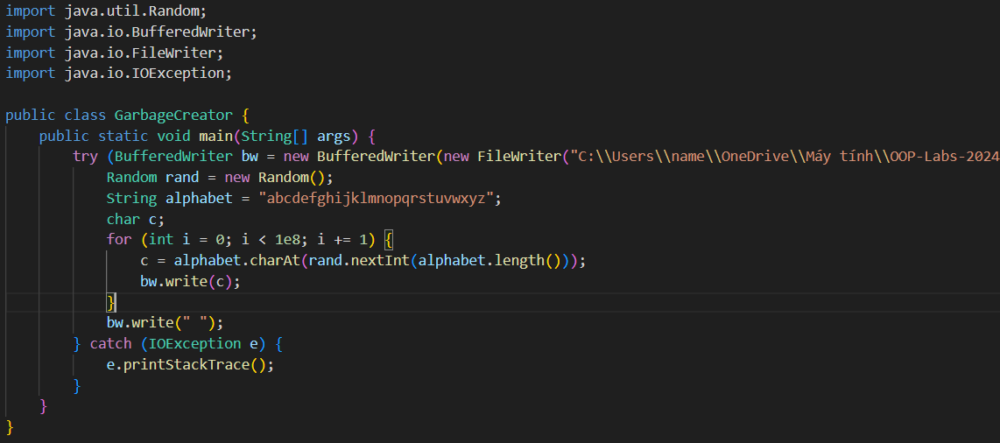 import java.util.Random;
import java.io.BufferedWriter;
import java.io.FileWriter;
import java.io.IOException;

public class GarbageCreator {
    public static void main(String[] args) {
        try (BufferedWriter bw = new BufferedWriter(new FileWriter("C:\\Users\\name\\OneDrive\\Máy tính\\OOP-Labs-2024
            Random rand = new Random();
            String alphabet = "abcdefghijklmnopqrstuvwxyz";
            char c;
            for (int i = 0; i < 1e8; i += 1) {
                c = alphabet.charAt(rand.nextInt(alphabet.length()));
                bw.write(c);
            }
            bw.write(" ");
        } catch (IOException e) {
            e.printStackTrace();
        }
    }
}